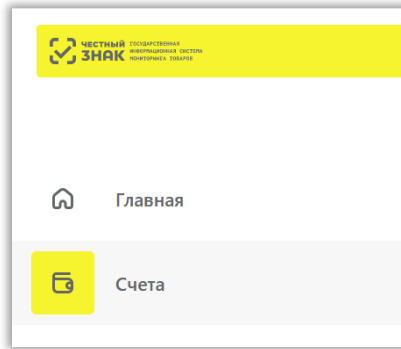 ЧЕСТНЫЙ
ЗНАК
ГОСУДАРСТВЕННАЯ
ИНФОРМАЦИОННАЯ СИСТЕМА
МОНИТОРИНГА ТОВАРОВ
Главная
Счета